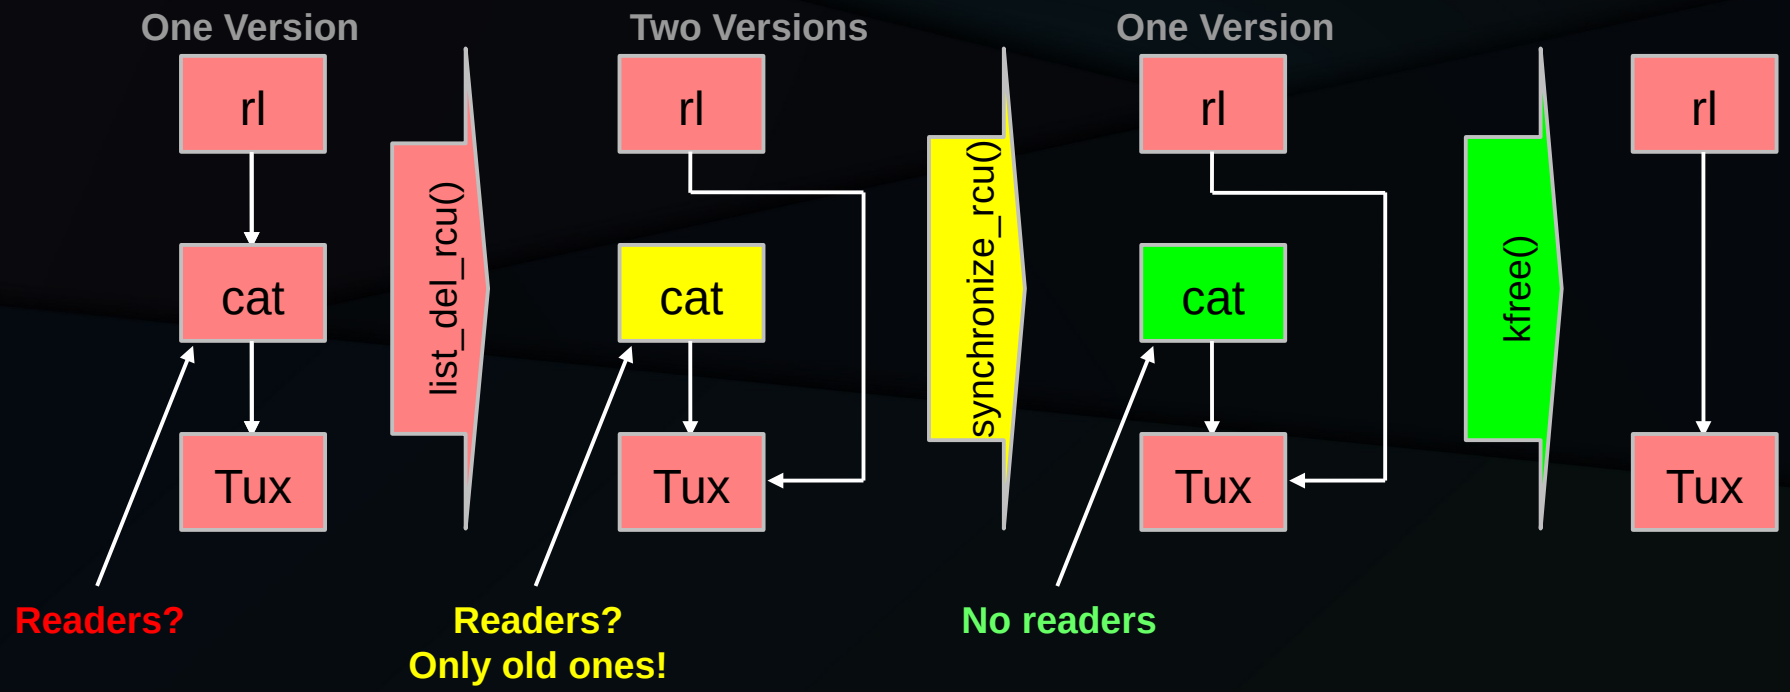 One Version
rl
cat
Tux
Readers?
list_del_rcu()
Two Versions
rl
cat
Tux
Readers?
Only old ones!
synchronize_rcu()
One Version
rl
cat
Tux
No readers
kfree()
rl
Tux